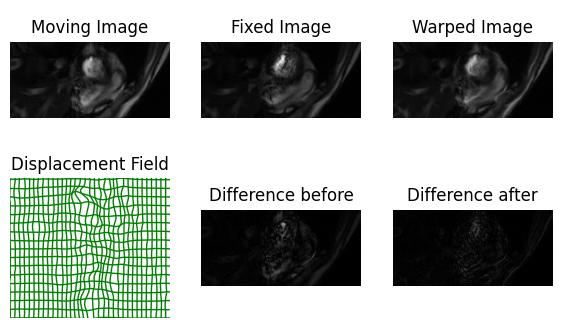 Moving Image
Fixed Image
Warped Image
Displacement Field
Difference before
Difference after